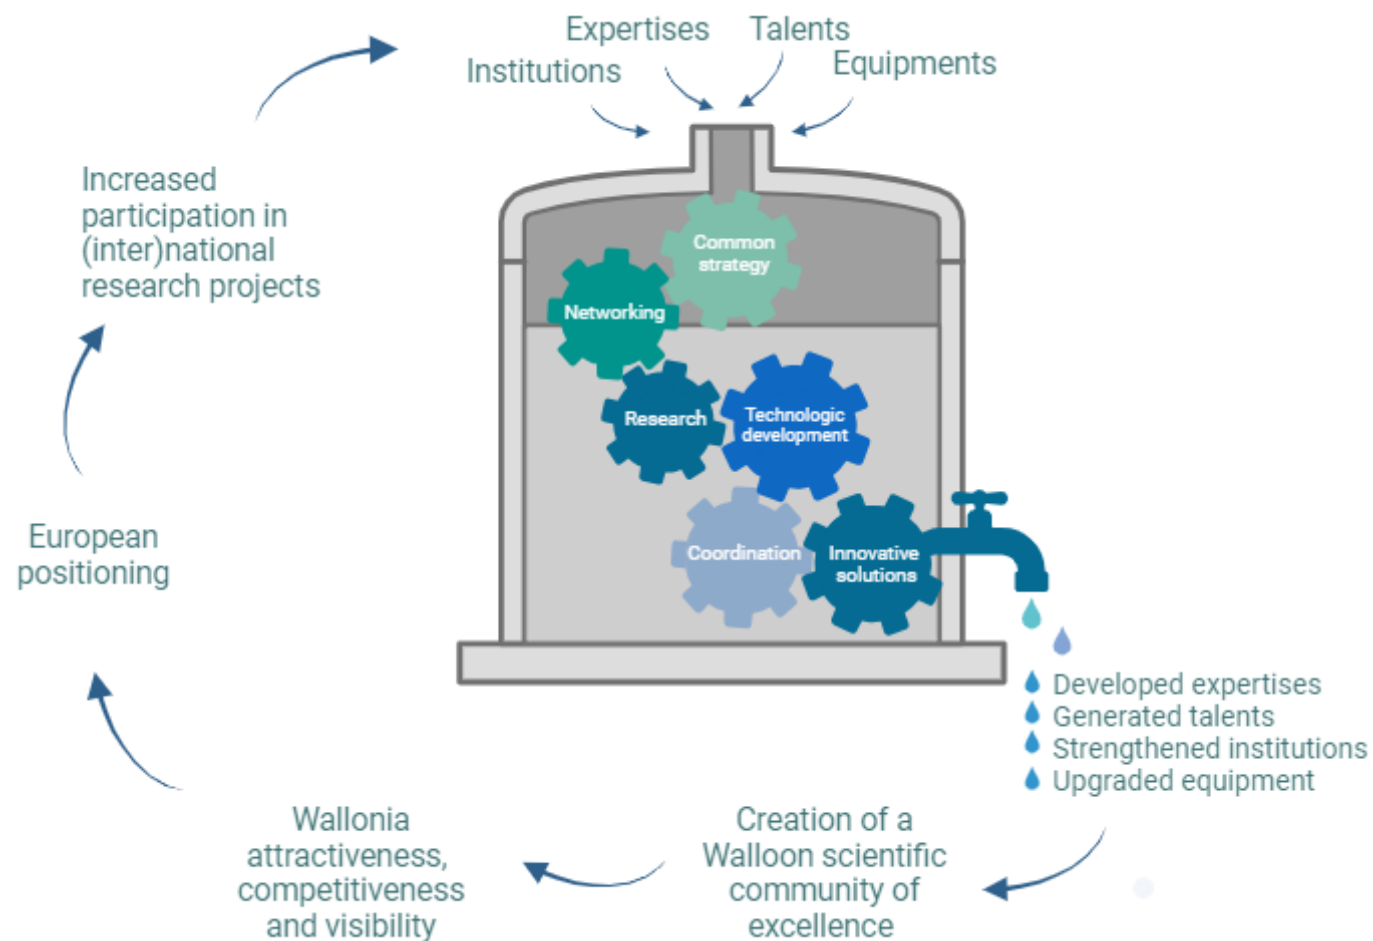 Expertises
Talents
Institutions
Equipments
Increased
participation in
(inter)national
research projects
Common
strategy
Networking
Research
Technologic
development
Coordination
Innovative
solutions
European
positioning
Developed expertises
Generated talents
Strengthened institutions
Upgraded equipment
Creation of a
Walloon scientific
community of
excellence
Wallonia
attractiveness,
competitiveness
and visibility